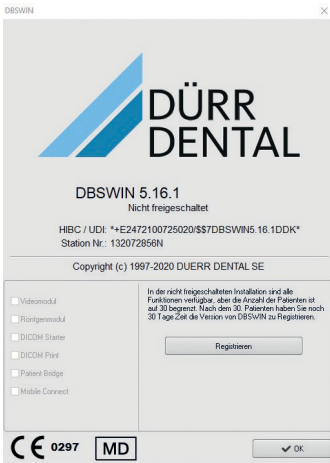 DBSWIN
DÜRR
DENTAL
DBSWIN 5.16.1
Nicht freigeschaltet
HIBC / UDI: *+E2472100725020/$$7DBSWIN5.16.1DDK*
Station Nr.: 132072856N
Copyright (c) 1997-2020 DUERR DENTAL SE
Videomodul
Röntgenmodul
DICOM Starter
DICOM Print
Patient Bridge
Mobile Connect
In der nicht freigeschalteten Installation sind alle
Funktionen verfügbar, aber die Anzahl der Patienten ist
auf 30 begrenzt. Nach dem 30. Patienten haben Sie noch
30 Tage Zeit die Version von DBSWIN zu Registrieren.
Registrieren
CE 0297
MD
OK